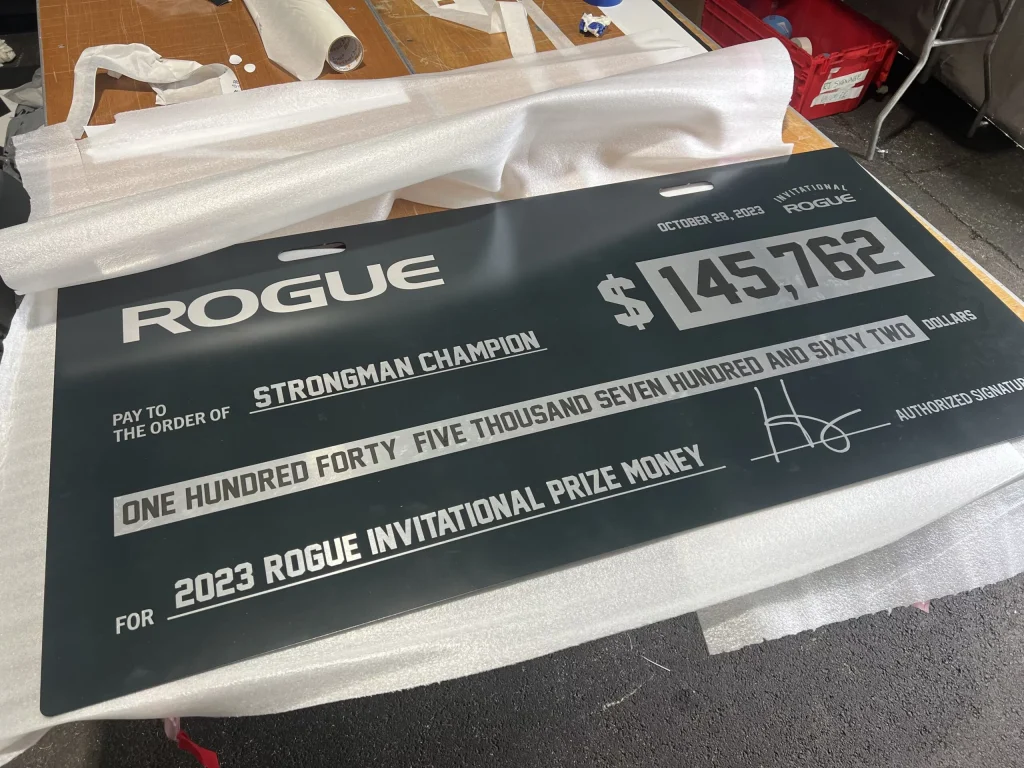 INVITATIONAL
ROGUE
OCTOBER 28, 2023
ROGUE
$ 145,762
PAY TO
THE ORDER OF
STRONGMAN CHAMPION
ONE HUNDRED FORTY FIVE THOUSAND SEVEN HUNDRED AND SIXTY TWO DOLLARS
FOR 2023 ROGUE INVITATIONAL PRIZE MONEY
AUTHORIZED SIGNATUR